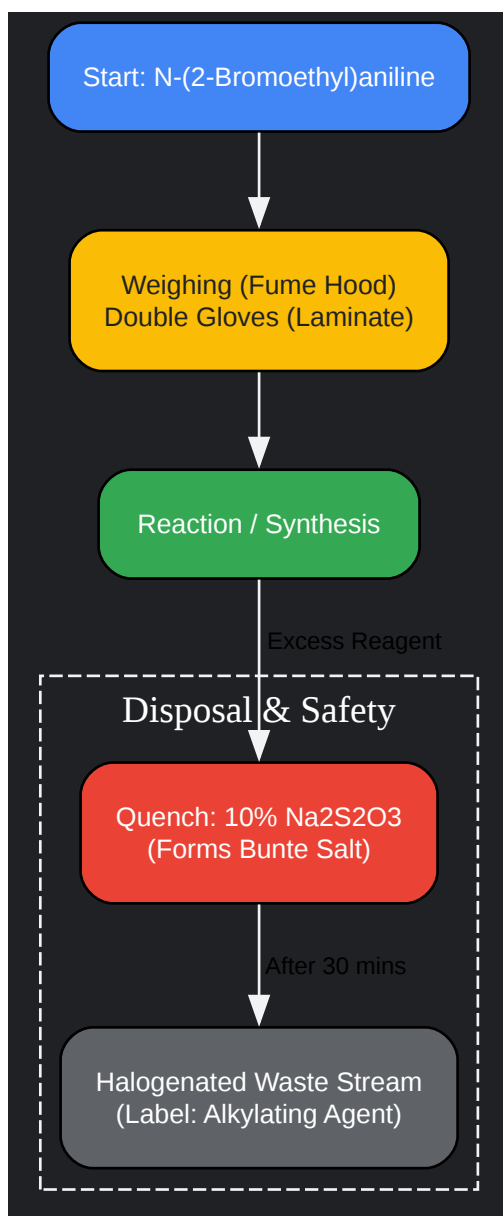 Start: N-(2-Bromoethyl)aniline
Weighing (Fume Hood)
Double Gloves (Laminate)
Reaction / Synthesis
Excess Reagent
Disposal & Safety
Quench: 10% Na2S2O3
(Forms Bunte Salt)
After 30 mins
Halogenated Waste Stream
(Label: Alkylating Agent)